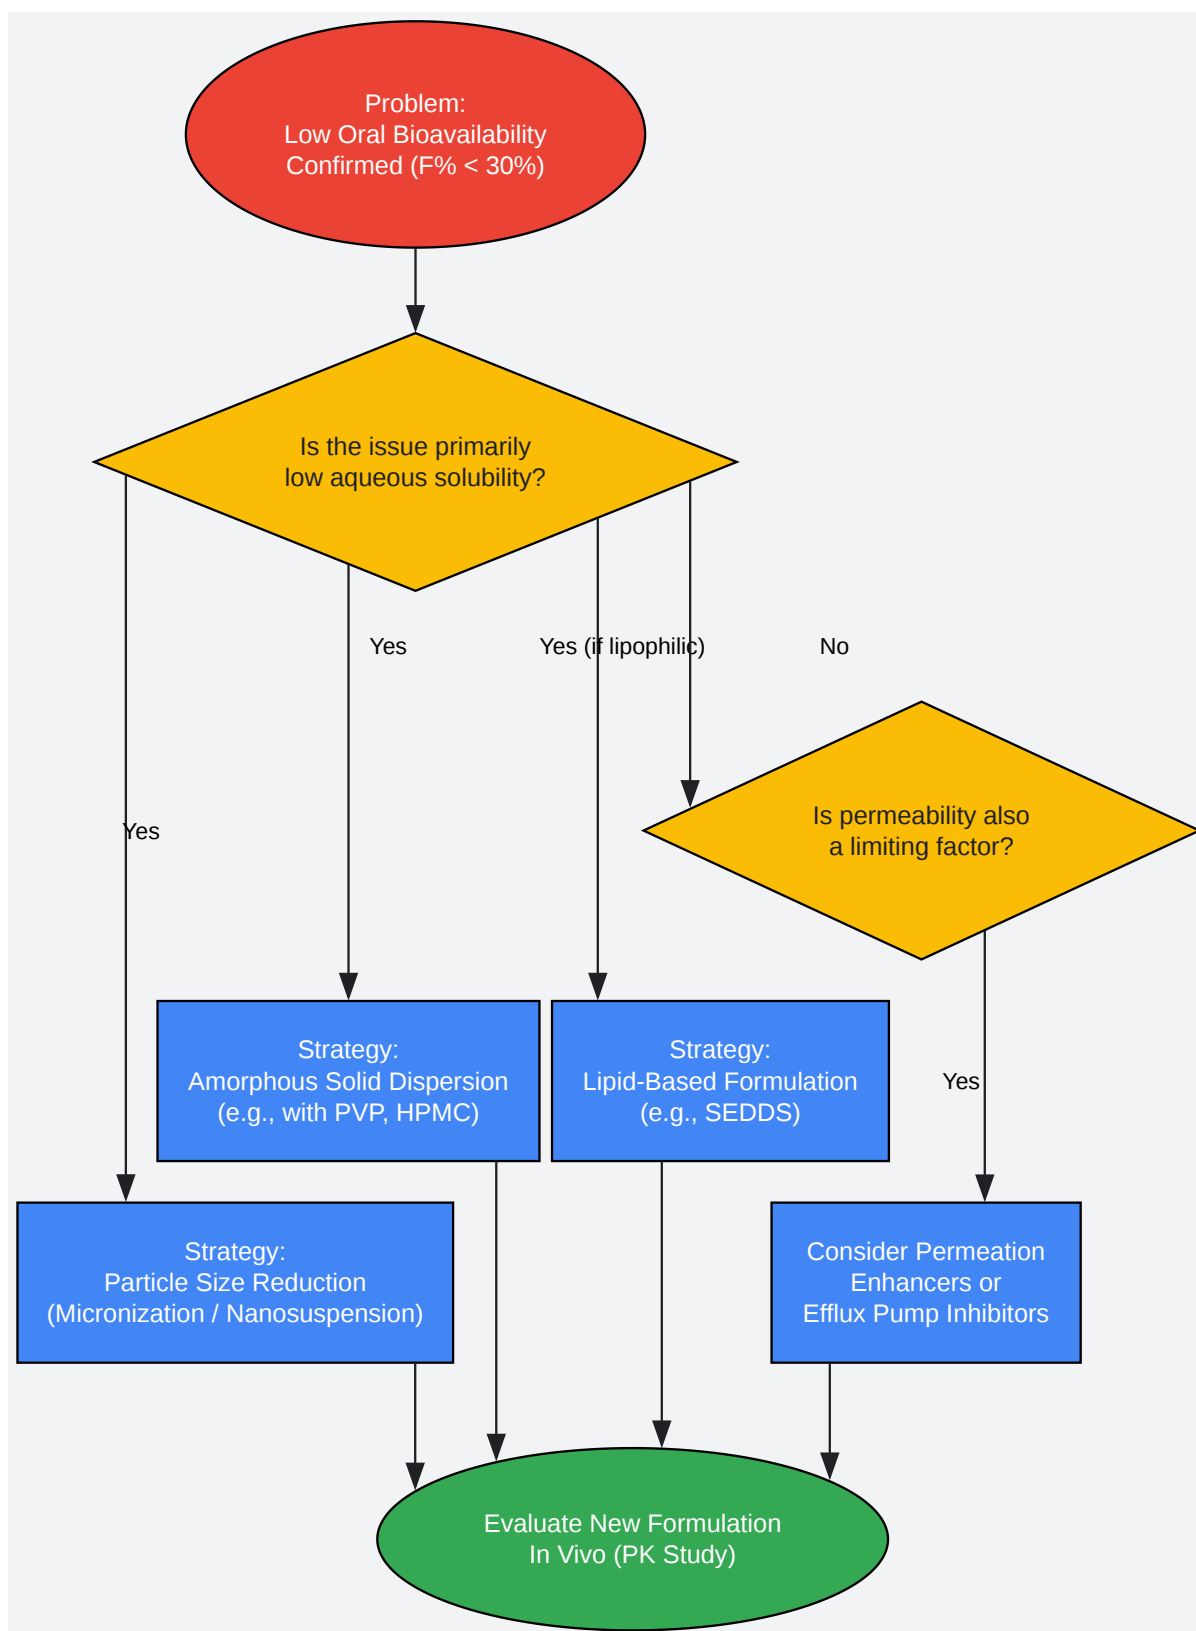 Problem:
Low Oral Bioavailability
Confirmed (F% < 30%)
Is the issue primarily
low aqueous solubility?
Yes
Yes (if lipophilic)
No
Yes
Is permeability also
a limiting factor?
Strategy:
Amorphous Solid Dispersion
(e.g., with PVP, HPMC)
Strategy:
Lipid-Based Formulation
(e.g., SEDDS)
Yes
Strategy:
Particle Size Reduction
(Micronization / Nanosuspension)
Consider Permeation
Enhancers or
Efflux Pump Inhibitors
Evaluate New Formulation
In Vivo (PK Study)